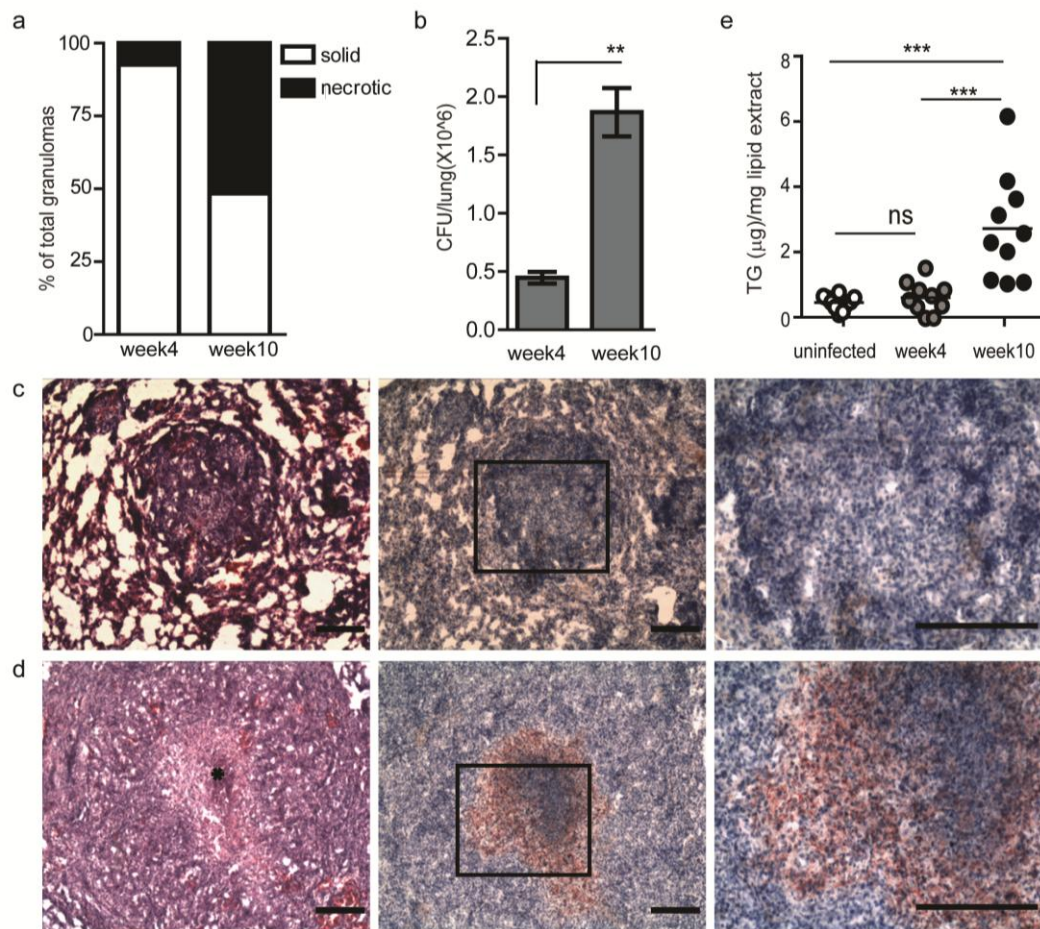 a
% of total granulomas
100
75
50
25
0
week4
week10
solid
necrotic
b
CFU/lung(X10^6)
2.5
2.0
1.5
1.0
0.5
0.0
**
week4
week10
e
TG (µg)/mg lipid extract
8
6
4
2
0
***
***
ns
uninfected
week4
week10
c
d
*